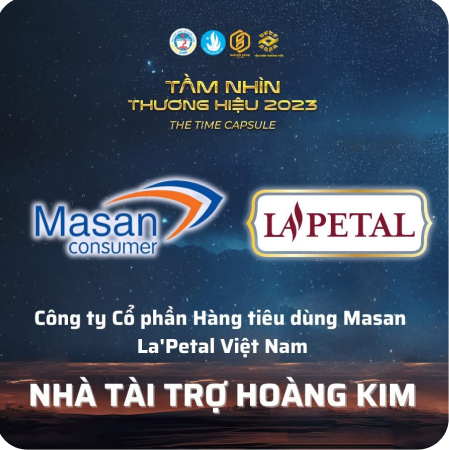 TẦM NHÌN
THƯƠNG HIỆU 2023
THE TIME CAPSULE
Masan
consumer
LA PETAL
Công ty Cổ phần Hàng tiêu dùng Masan
La'Petal Việt Nam
NHÀ TÀI TRỢ HOÀNG KIM